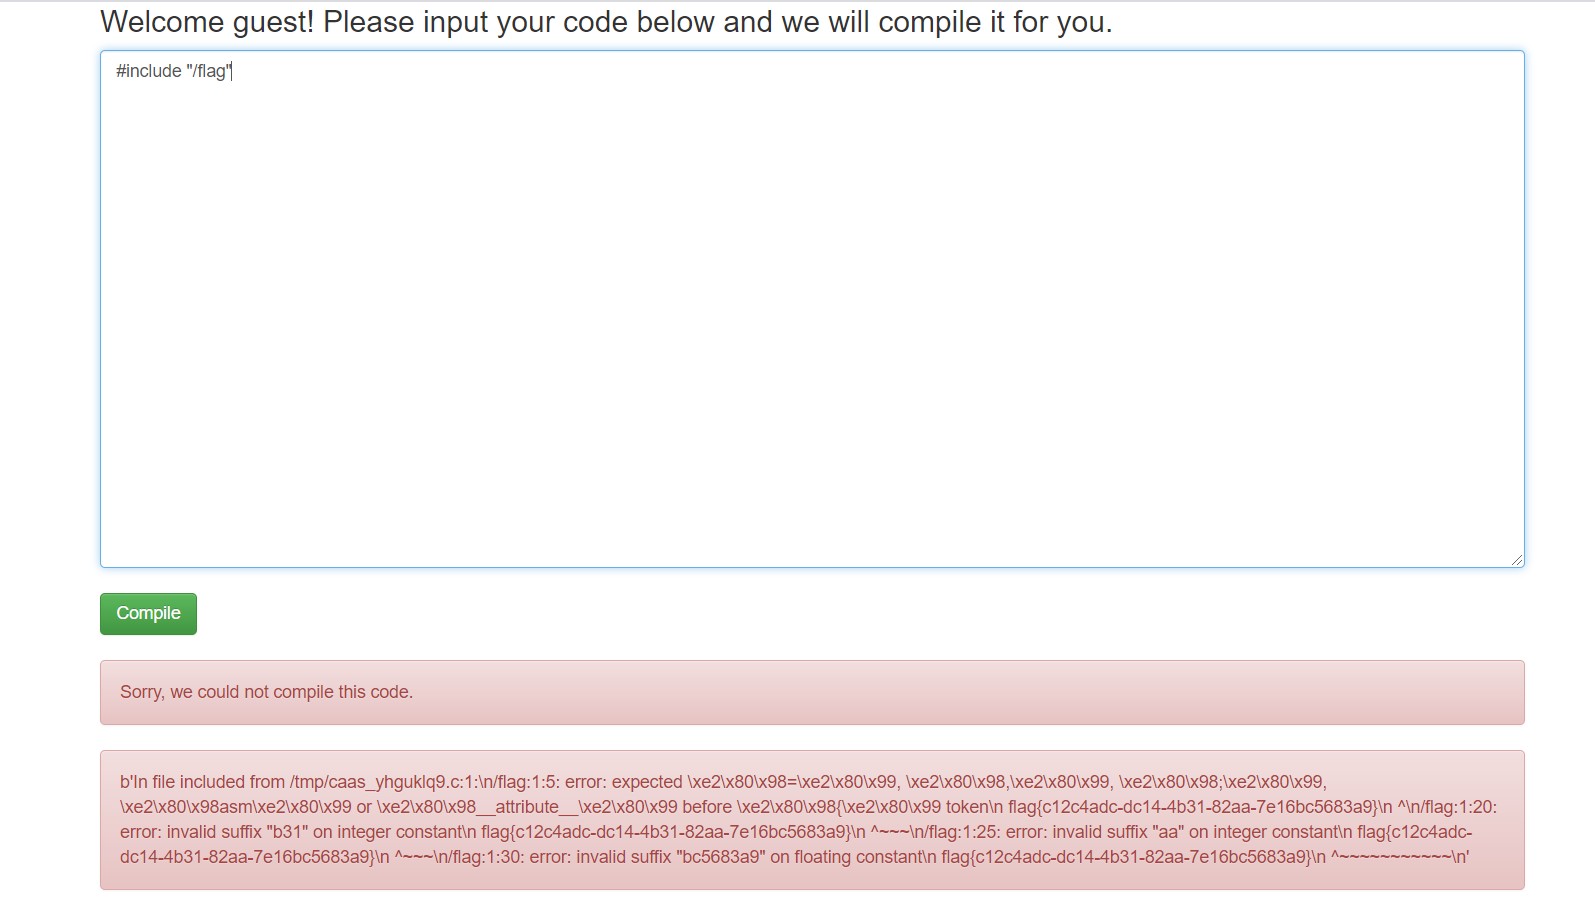 Welcome guest! Please input your code below and we will compile it for you.
#include "/flag"
Compile
Sorry, we could not compile this code.
b'In file included from /tmp/caas_yhguklq9.c:1:\n/flag:1:5: error: expected \xe2\x80\x98=\xe2\x80\x99, \xe2\x80\x98,\xe2\x80\x99, \xe2\x80\x98;\xe2\x80\x99,
\xe2\x80\x98asm\xe2\x80\x99 or \xe2\x80\x98__attribute__\xe2\x80\x99 before \xe2\x80\x98{\xe2\x80\x99 token\n flag{c12c4adc-dc14-4b31-82aa-7e16bc5683a9}\n ^\n/flag:1:20:
error: invalid suffix "b31" on integer constant\n flag{c12c4adc-dc14-4b31-82aa-7e16bc5683a9}\n ^~~~\n/flag:1:25: error: invalid suffix "aa" on integer constant\n flag{c12c4adc-
dc14-4b31-82aa-7e16bc5683a9}\n ^~~~\n/flag:1:30: error: invalid suffix "bc5683a9" on floating constant\n flag{c12c4adc-dc14-4b31-82aa-7e16bc5683a9}\n ^~~~~~~~~~~~\n'